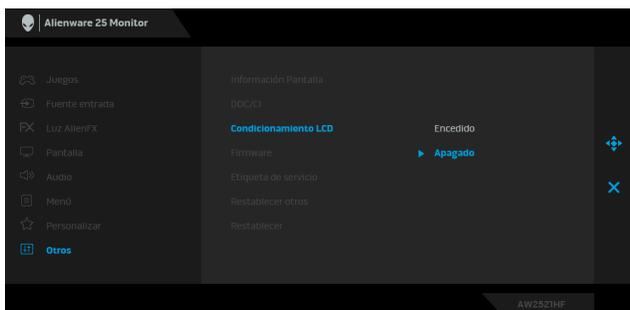 Alienware 25 Monitor
Juegos
Fuente entrada
Luz AlienFX
Pantalla
Audio
Menú
Personalizar
Otros
Información Pantalla
DDC/CI
Condicionamiento LCD
Firmware
Etiqueta de servicio
Restablecer otros
Restablecer
Encedido
Apagado
AW2521HF